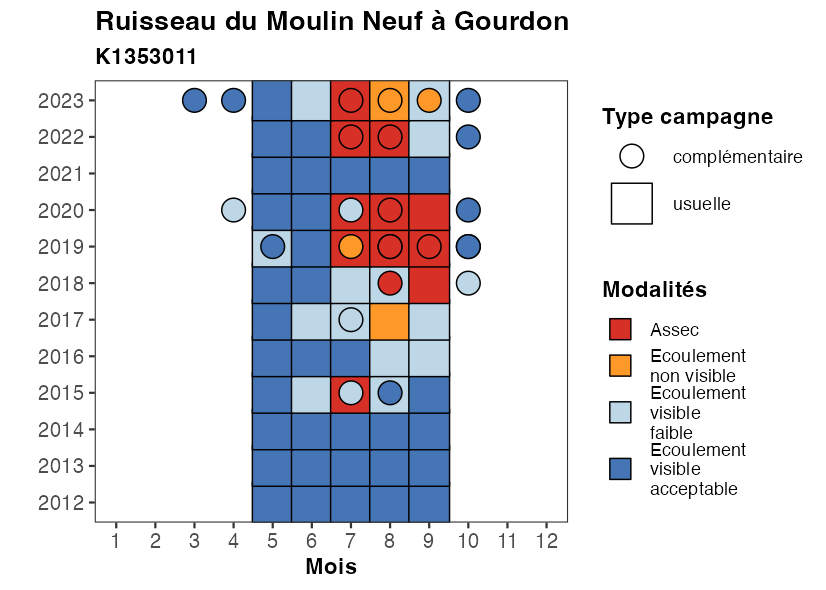 Ruisseau du Moulin Neuf à Gourdon
K1353011
2023
2022
2021
2020
2019
2018
2017
2016
2015
2014
2013
2012
1 2 3 4 5 6 7 8 9 10 11 12
Mois
Type campagne
complémentaire
usuelle
Modalités
Assec
Ecoulement
non visible
Ecoulement
visible
faible
Ecoulement
visible
acceptable